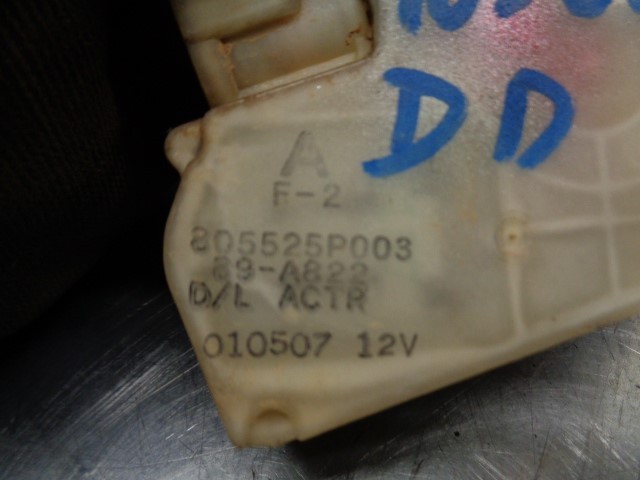 DD
A
F-2
805525P003
89-A822
D/L ACTR
010507 12V